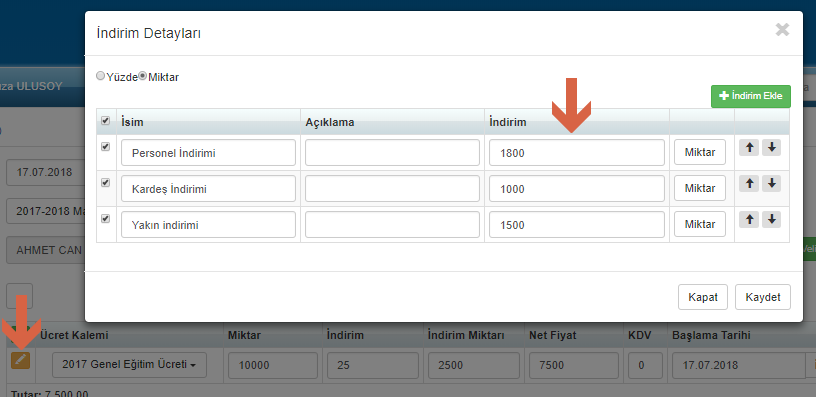 İndirim Detayları
Yüzde Miktar
za ULUSOY
İndirim Ekle
İsim Açıklama İndirim
Personel İndirimi 1800 Miktar
Kardeş İndirimi 1000 Miktar
Yakın indirimi 1500 Miktar
17.07.2018
2017-2018 Ma
AHMET CAN
Kapat Kaydet
Ücret Kalemi Miktar İndirim İndirim Miktarı Net Fiyat KDV Başlama Tarihi
2017 Genel Eğitim Ücreti 10000 25 2500 7500 0 17.07.2018
Tutar: 7,500.00